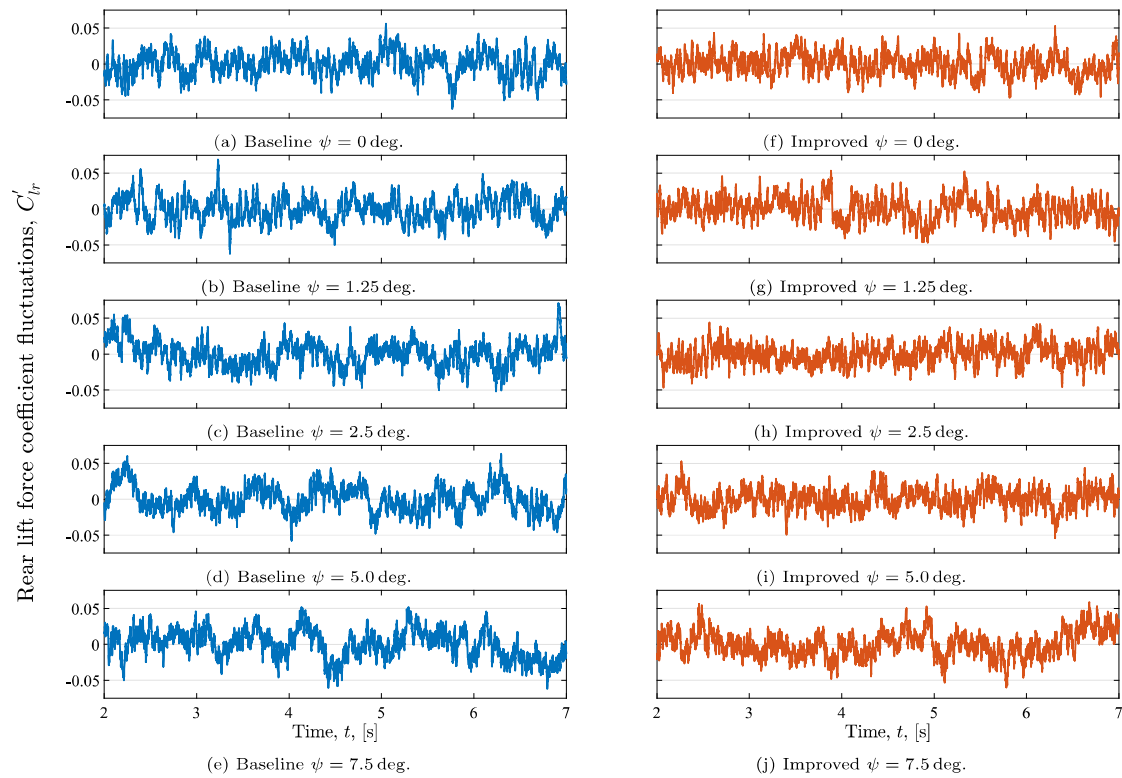 Rear lift force coefficient fluctuations, C′lr
0.05
0
-0.05
(a) Baseline ψ = 0 deg.
(f) Improved ψ = 0 deg.
0.05
0
-0.05
(b) Baseline ψ = 1.25 deg.
(g) Improved ψ = 1.25 deg.
0.05
0
-0.05
(c) Baseline ψ = 2.5 deg.
(h) Improved ψ = 2.5 deg.
0.05
0
-0.05
(d) Baseline ψ = 5.0 deg.
(i) Improved ψ = 5.0 deg.
0.05
0
-0.05
2 3 4 5 6 7
Time, t, [s]
(e) Baseline ψ = 7.5 deg.
2 3 4 5 6 7
Time, t, [s]
(j) Improved ψ = 7.5 deg.